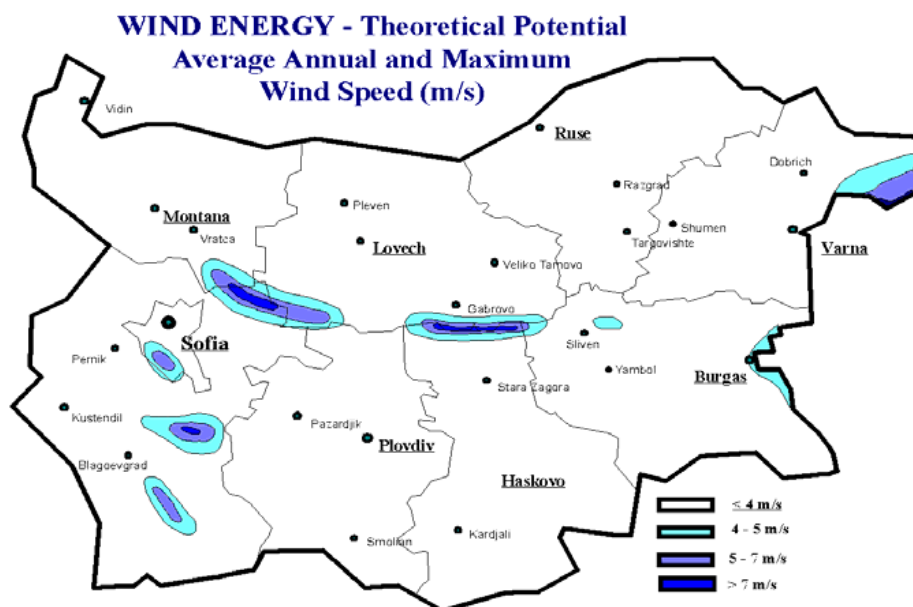 WIND ENERGY - Theoretical Potential
Average Annual and Maximum
Wind Speed (m/s)
Vidin
Ruse
Dobrich
Razgrad
Pleven
Montana
Vratca
Lovech
Targovishte
Shumen
Varna
Veliko Tarnovo
Gabrovo
Sofia
Sliven
Pernik
Yambol
Burgas
Stara Zagora
Kustendil
Pazardjik
Plovdiv
Blagoevgrad
Haskovo
Smolian
Kardjali
≤ 4 m/s
4 - 5 m/s
5 - 7 m/s
> 7 m/s